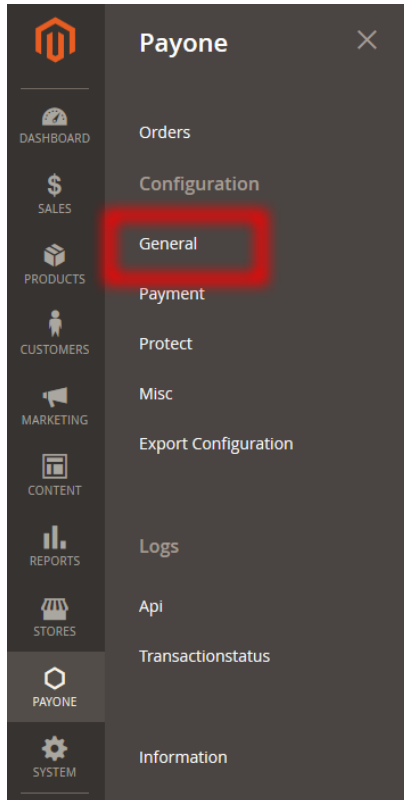 DASHBOARD
$
SALES
PRODUCTS
CUSTOMERS
MARKETING
CONTENT
REPORTS
STORES
PAYONE
SYSTEM
Payone
Orders
Configuration
General
Payment
Protect
Misc
Export Configuration
Logs
Api
Transactionstatus
Information